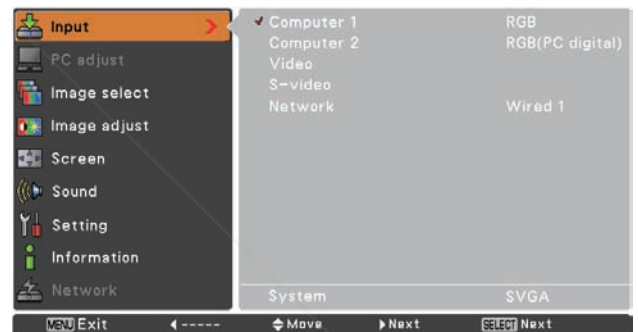 Input
PC adjust
Image select
Image adjust
Screen
Sound
Setting
Information
Network
Computer 1 RGB
Computer 2 RGB(PC digital)
Video
S-video
Network Wired 1
System SVGA
MENU Exit ----- Move Next SELECT Next